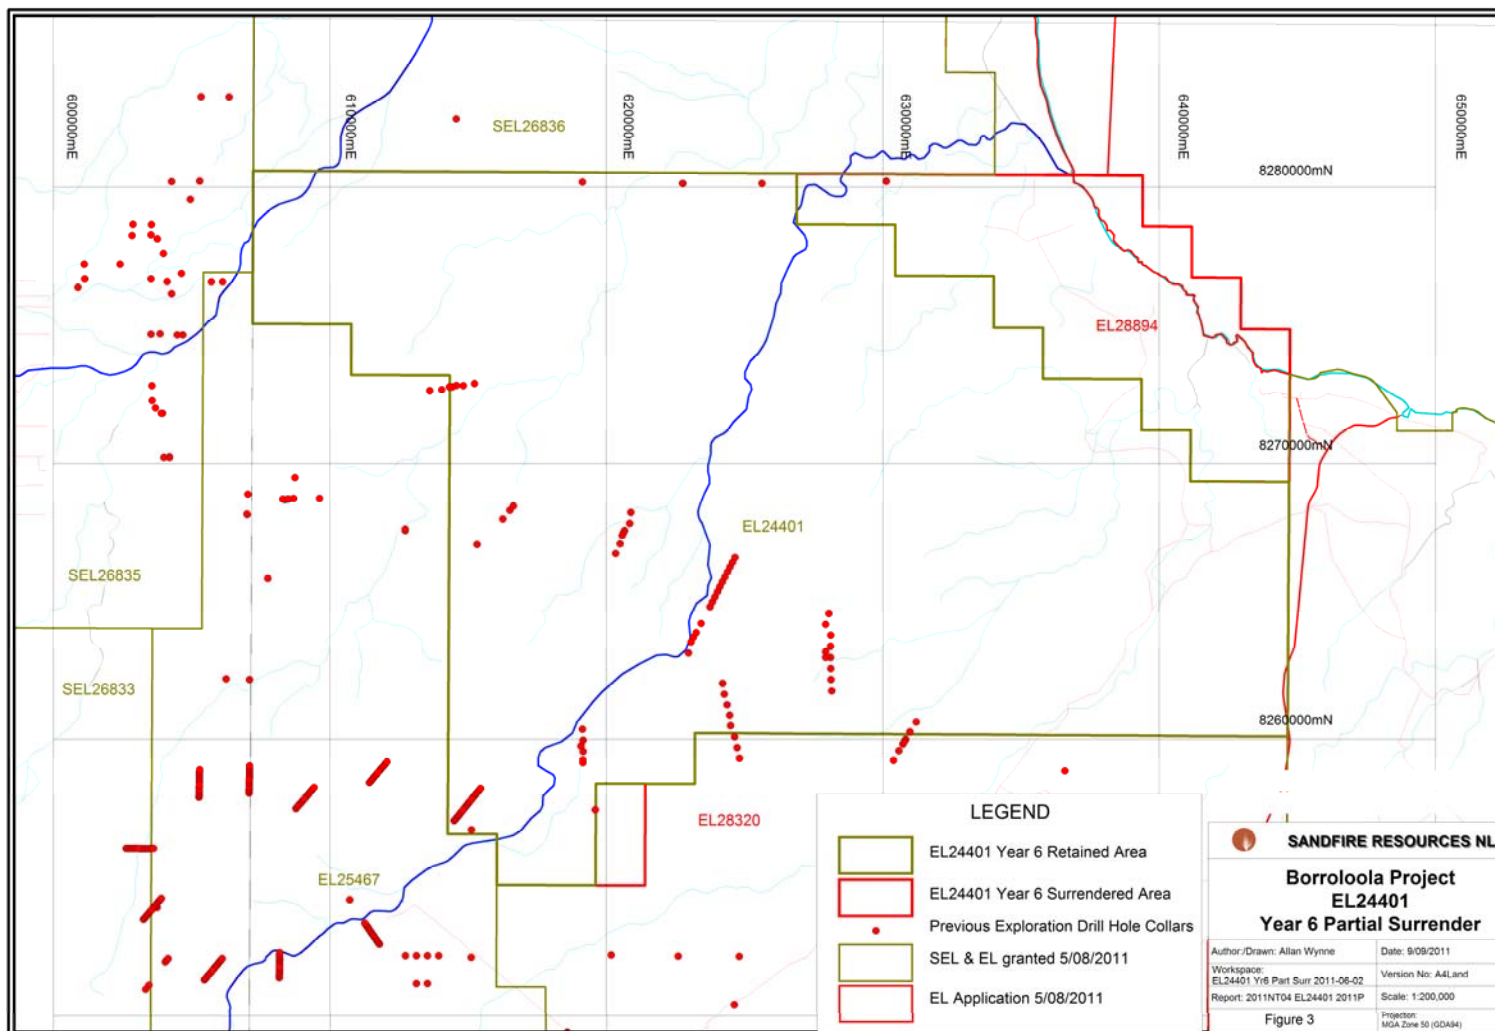 600000mE
610000mE
620000mE
630000mE
640000mE
650000mE
SEL26836
8280000mN
EL28894
8270000mN
EL24401
SEL26835
SEL26833
8260000mN
EL28320
EL25467
LEGEND
EL24401 Year 6 Retained Area
EL24401 Year 6 Surrendered Area
Previous Exploration Drill Hole Collars
SEL & EL granted 5/08/2011
EL Application 5/08/2011
SANDFIRE RESOURCES NL
Borroloola Project
EL24401
Year 6 Partial Surrender
Author:/Drawn: Allan Wynne
Date: 9/09/2011
Workspace:
EL24401 Yr6 Part Surr 2011-06-02
Version No: A4Land
Report: 2011NT04 EL24401 2011P
Scale: 1:200,000
Figure 3
Projection:
MGA Zone 50 (GDA94)